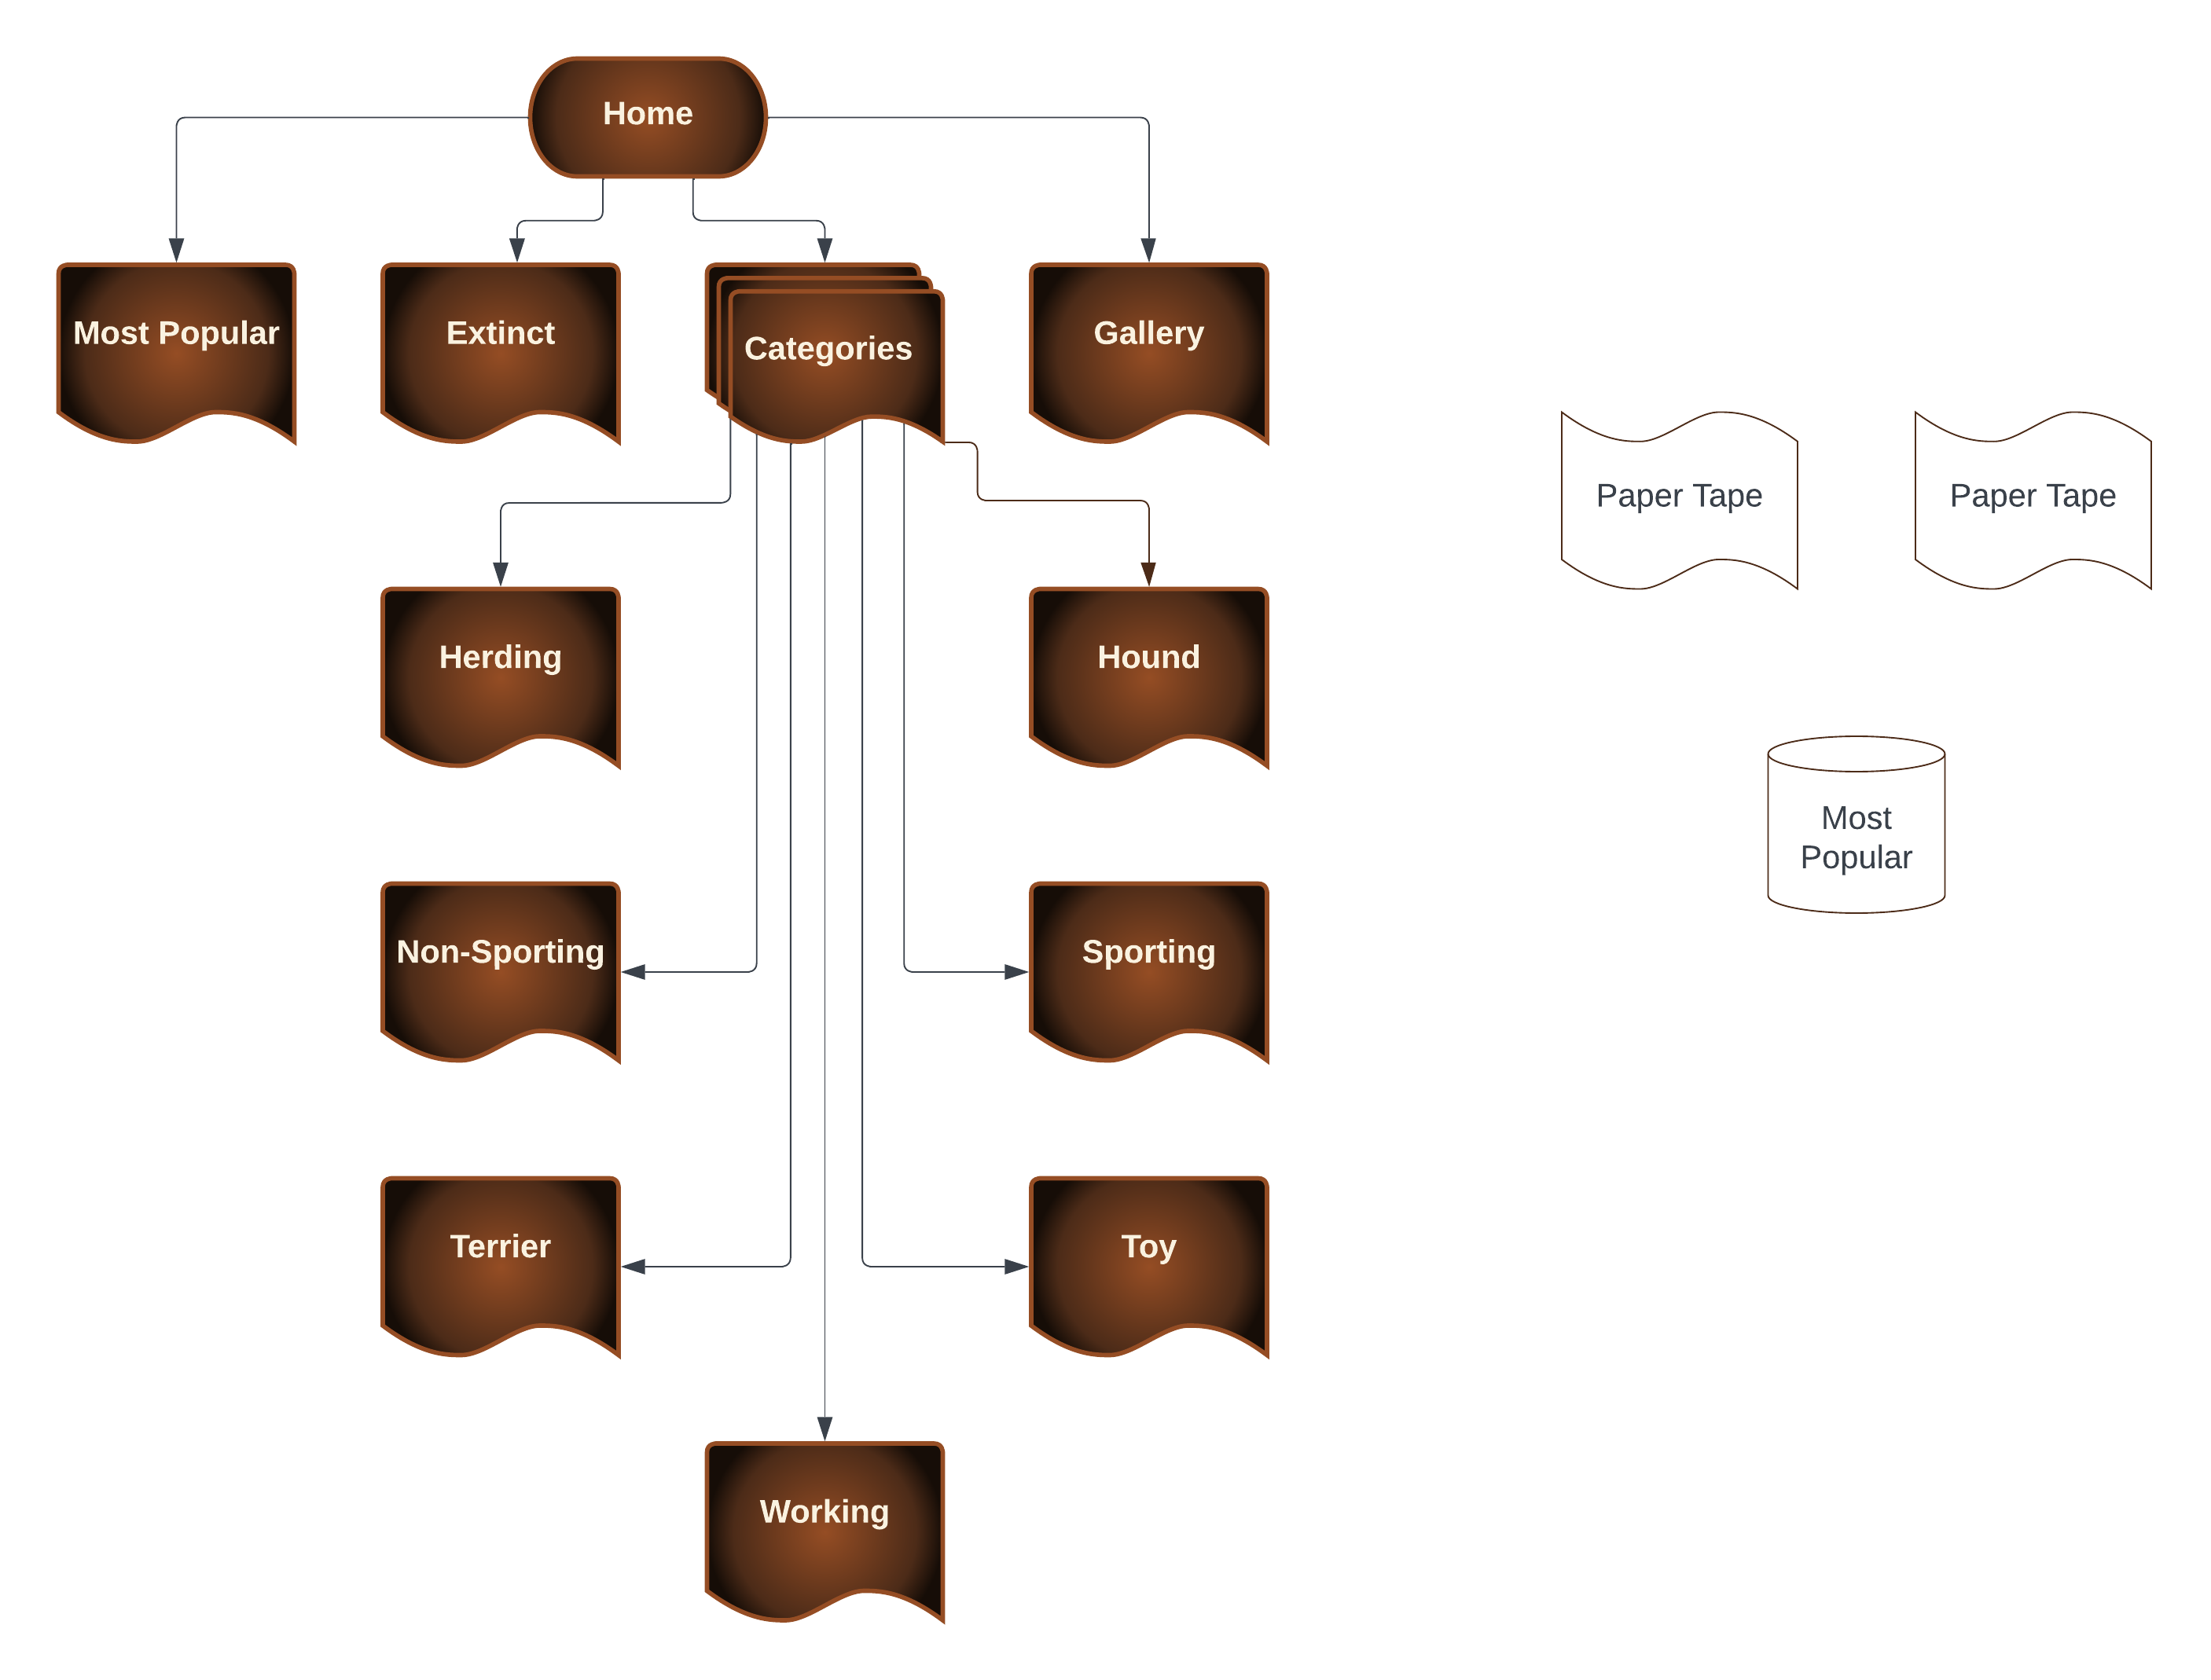 Home
Most Popular
Extinct
Categories
Gallery
Paper Tape
Paper Tape
Herding
Hound
Most
Popular
Non-Sporting
Sporting
Terrier
Toy
Working